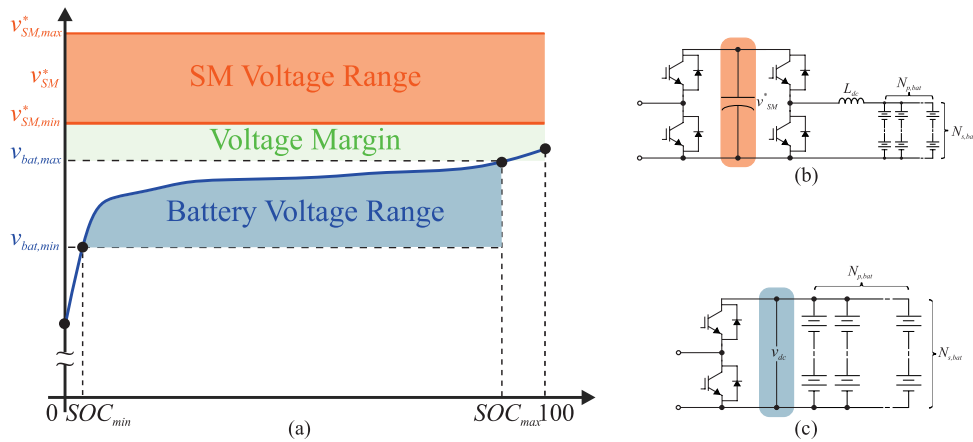 v*SM,max
SM Voltage Range
v*SM
v*SM,min
Voltage Margin
vbat,max
Battery Voltage Range
vbat,min
0 SOCmin SOCmax 100
(a)
v*SM
Ldc
Np,bat
Ns,bat
(b)
Np,bat
vdc
Ns,bat
(c)